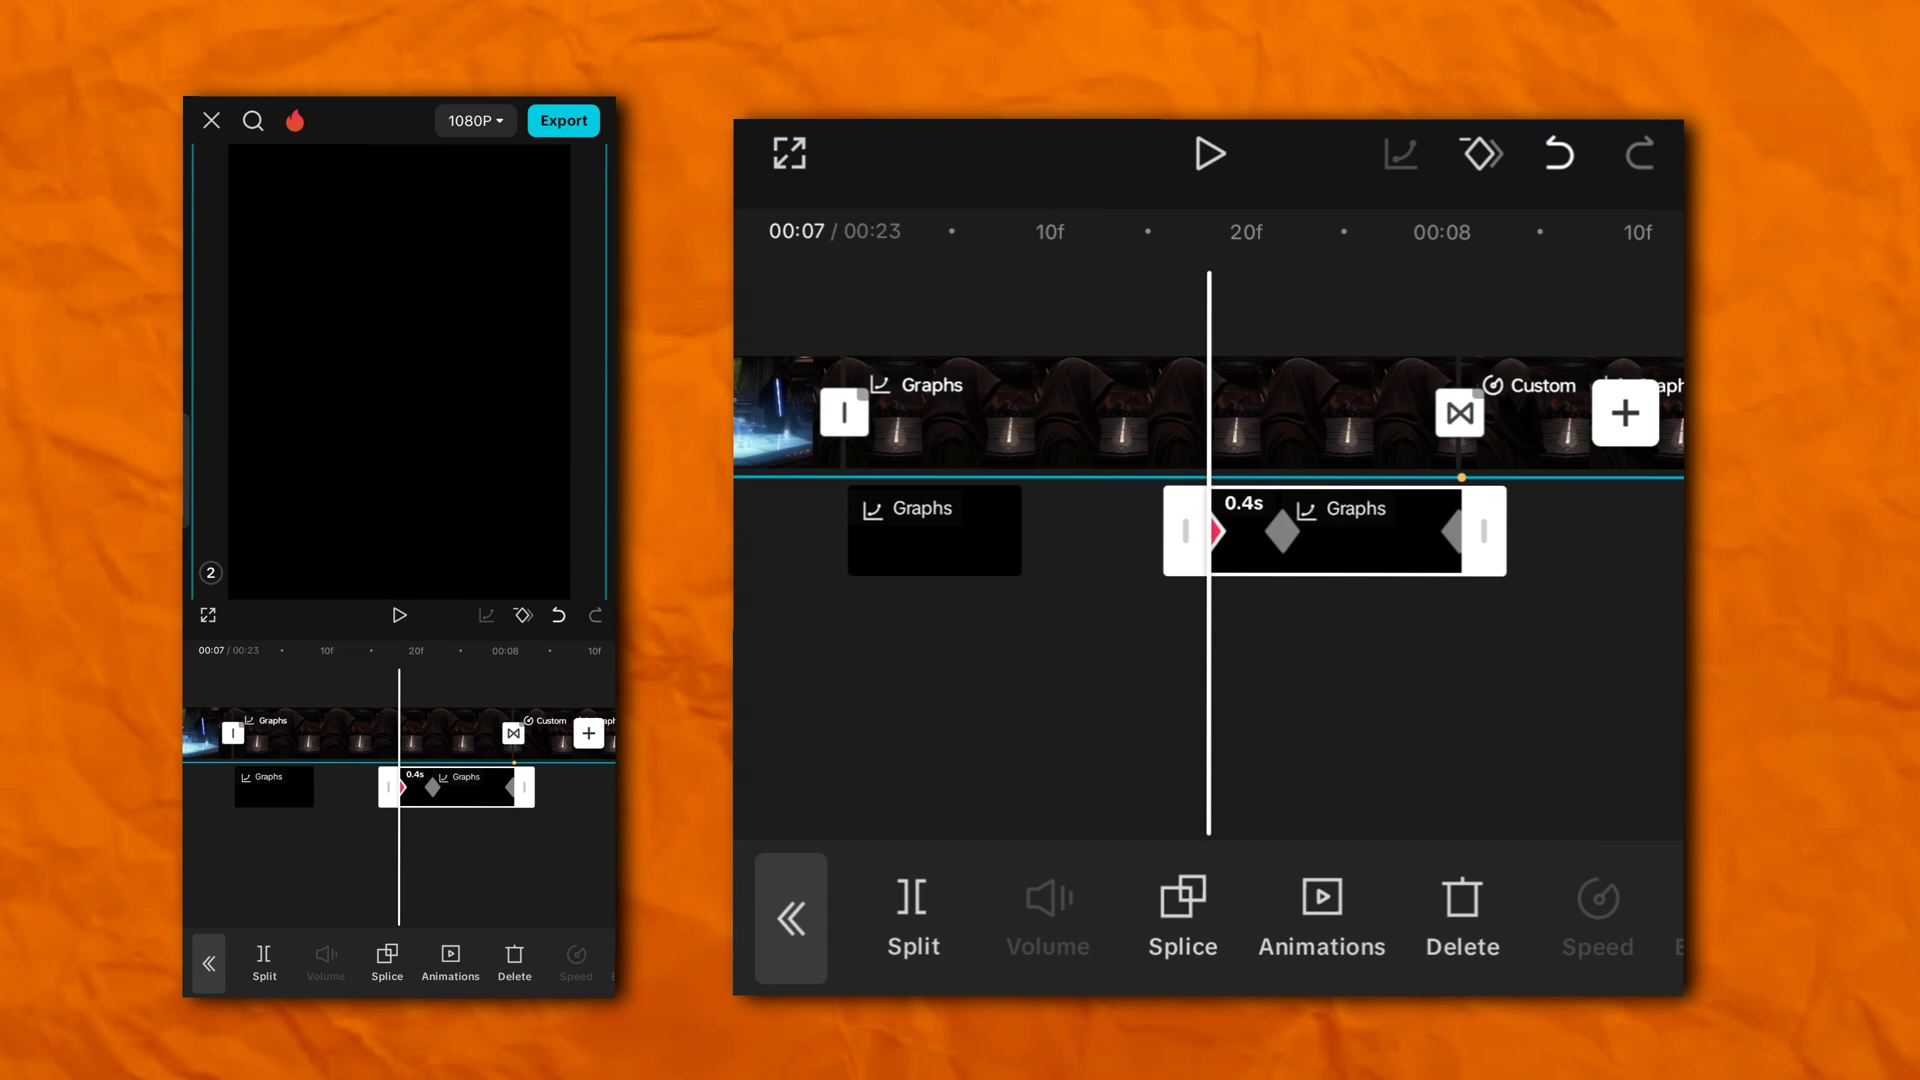 1080P Export
2
00:07 / 00:23 10f 20f 00:08 10f
Graphs Custom
Graphs 0.4s Graphs
Split Volume Splice Animations Delete Speed
00:07 / 00:23 10f 20f 00:08 10f
Graphs Custom
Graphs 0.4s Graphs
Split Volume Splice Animations Delete Speed